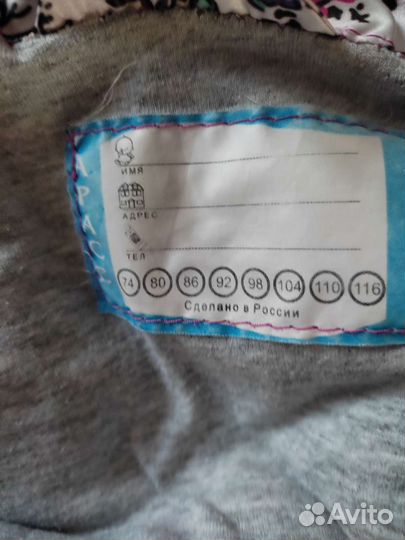 ИМЯ
АДРЕС
ТЕЛ
74 80 86 92 98 104 110 116
Сделано в России
Avito